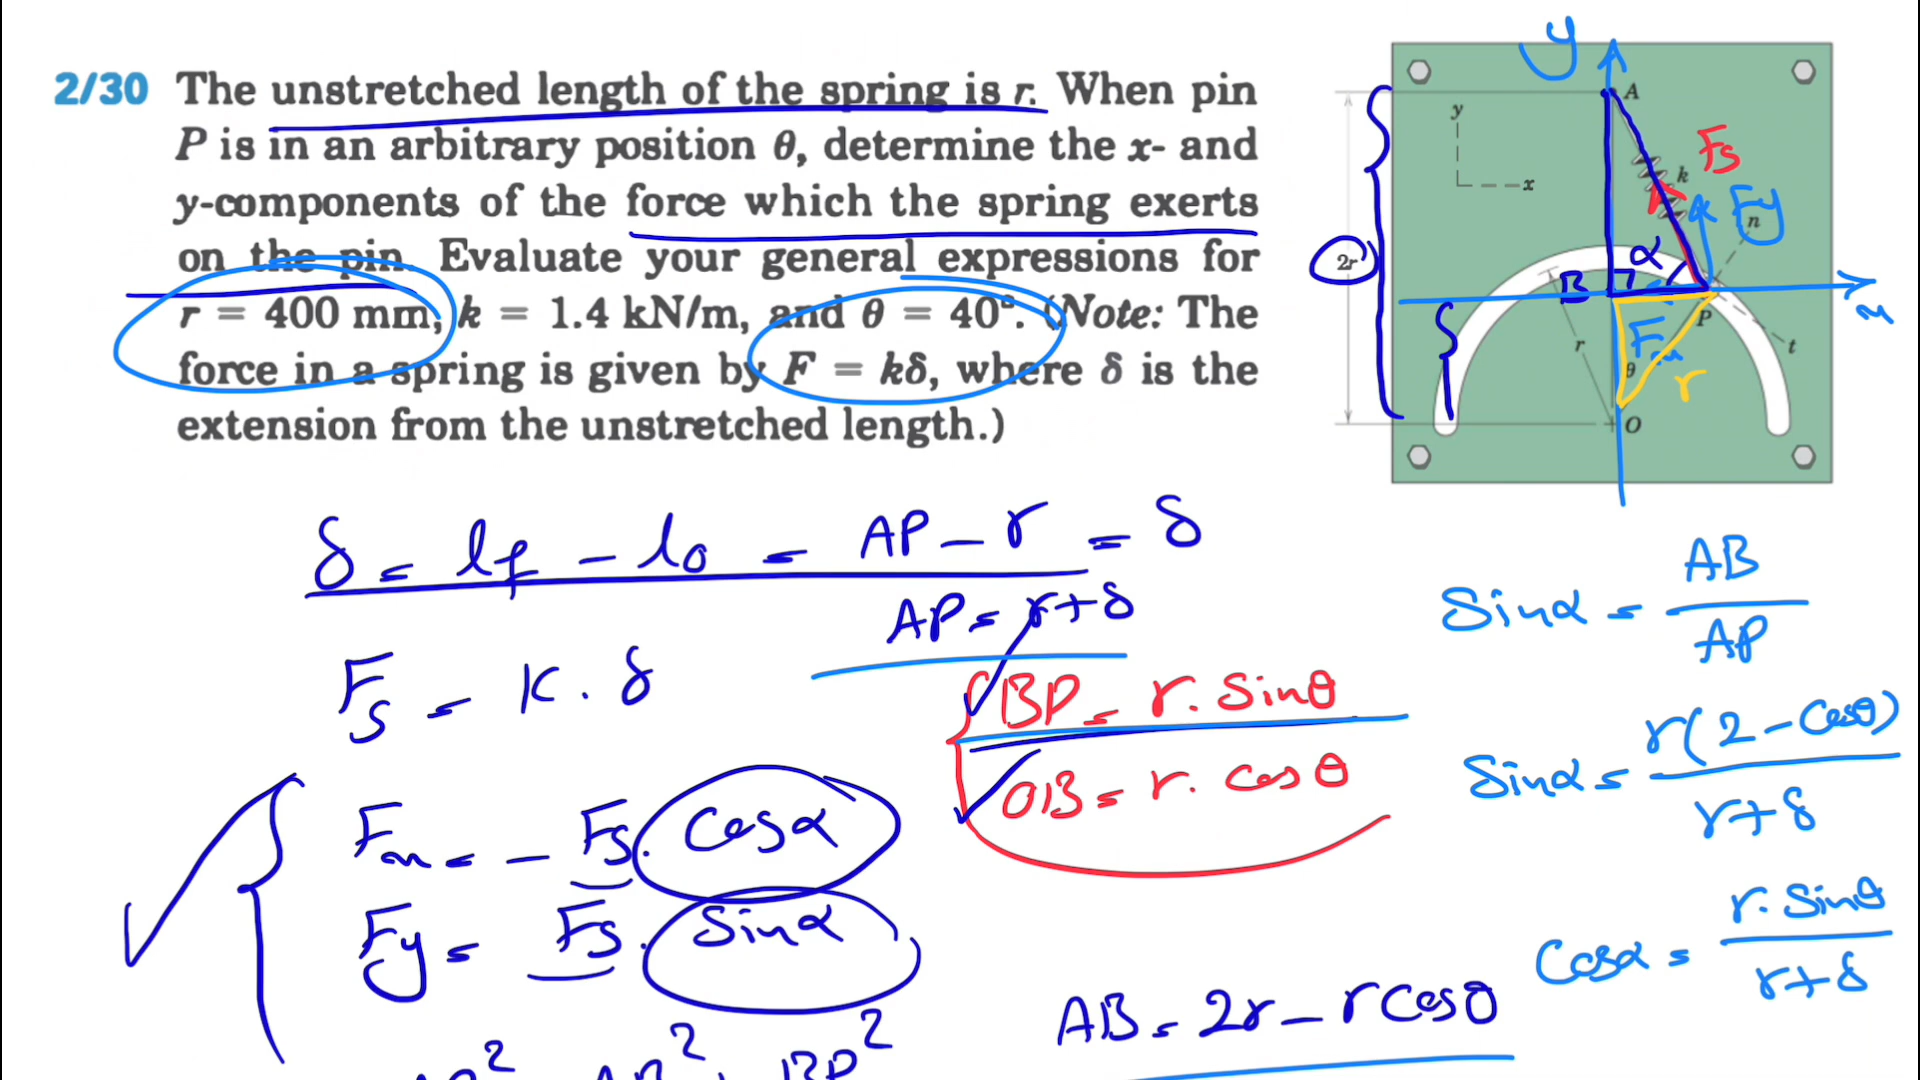 2/30 The unstretched length of the spring is r. When pin
P is in an arbitrary position θ, determine the x- and
y-components of the force which the spring exerts
on the pin. Evaluate your general expressions for
r = 400 mm, k = 1.4 kN/m, and θ = 40°. (Note: The
force in a spring is given by F = kδ, where δ is the
extension from the unstretched length.)
y
A
y
x
Fs
k
Fy
n
2r
α
B
x
P
Fx
r
t
θ
r
O
δ = lf - l0 = AP - r = δ
AP = r+δ
Fs = K . δ
BP = r. Sinθ
OB = r. cosθ
Fx = - Fs. Cosα
Fy = Fs. Sinα
AP² = AB² + BP²
AB = 2r - rCosθ
Sinα = AB/AP
Sinα = r(2-Cosθ)/r+δ
Cosα = r.Sinθ/r+δ